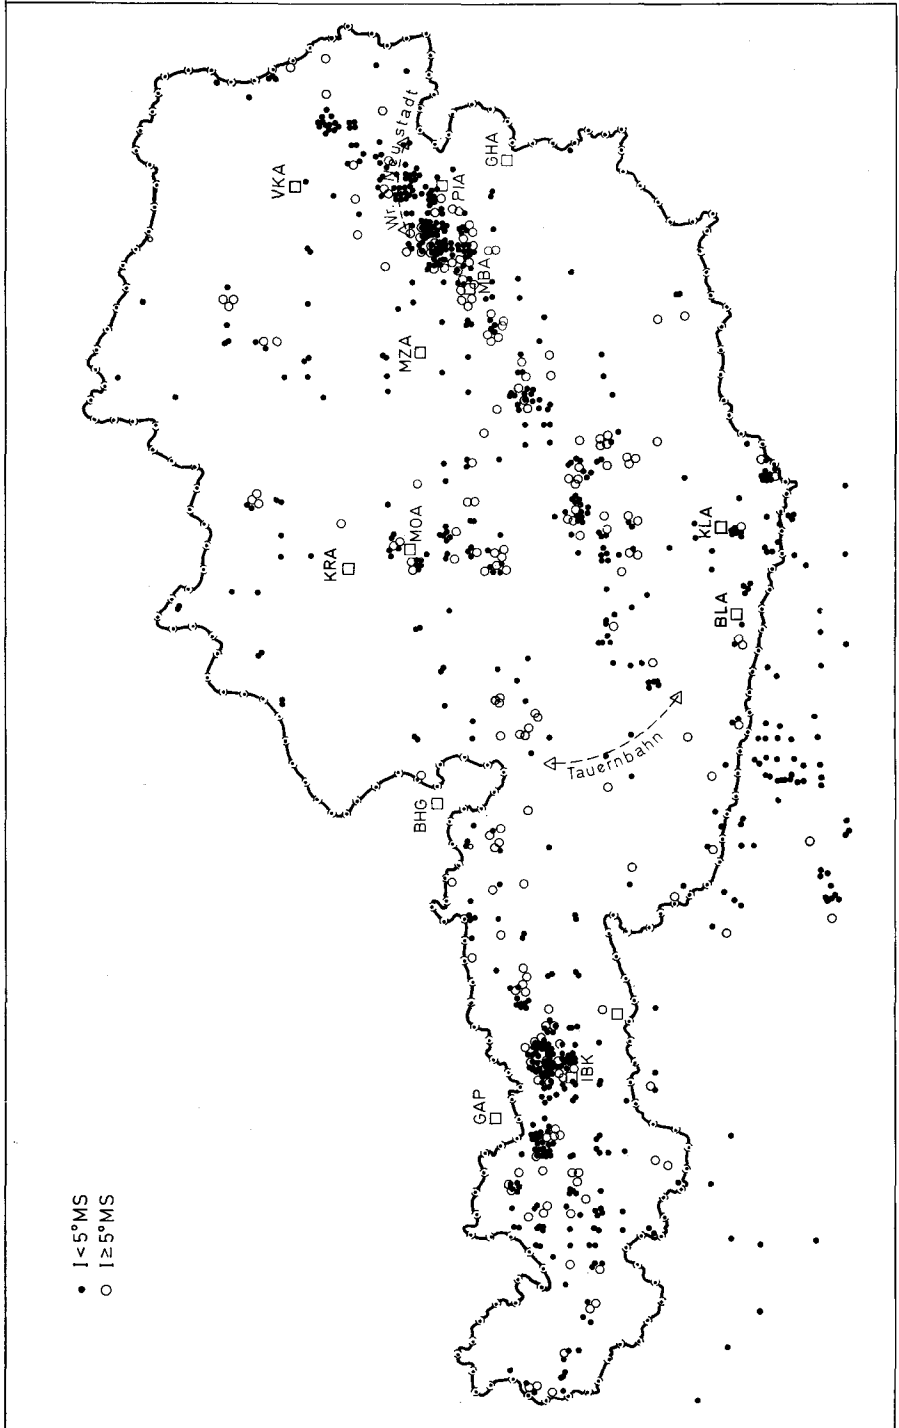 VKA
Wr. Neustadt
PIA
GHA
MBA
MZA
KRA
MOA
KLA
BLA
BHG
Tauernbahn
GAP
IBK
● I < 5°MS
○ I ≥ 5°MS